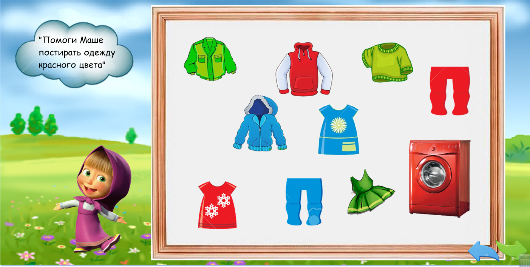 "Помоги Маше
постирать одежду
красного цвета"